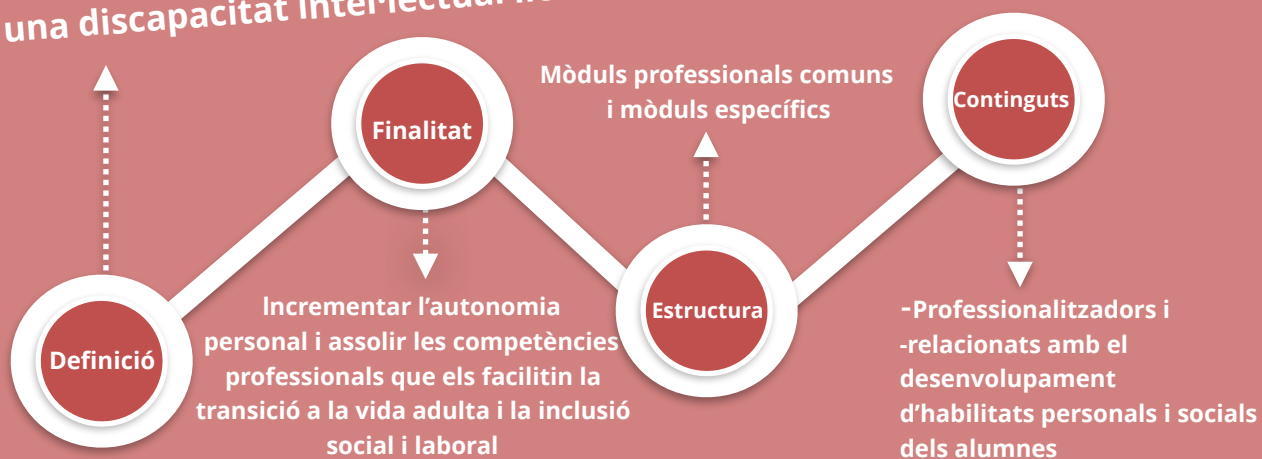 una discapacitat intel·lectual
Definició
Finalitat
Incrementar l’autonomia
personal i assolir les competències
professionals que els facilitin la
transició a la vida adulta i la inclusió
social i laboral
Mòduls professionals comuns
i mòduls específics
Estructura
Continguts
-Professionalitzadors i
-relacionats amb el
desenvolupament
d’habilitats personals i socials
dels alumnes